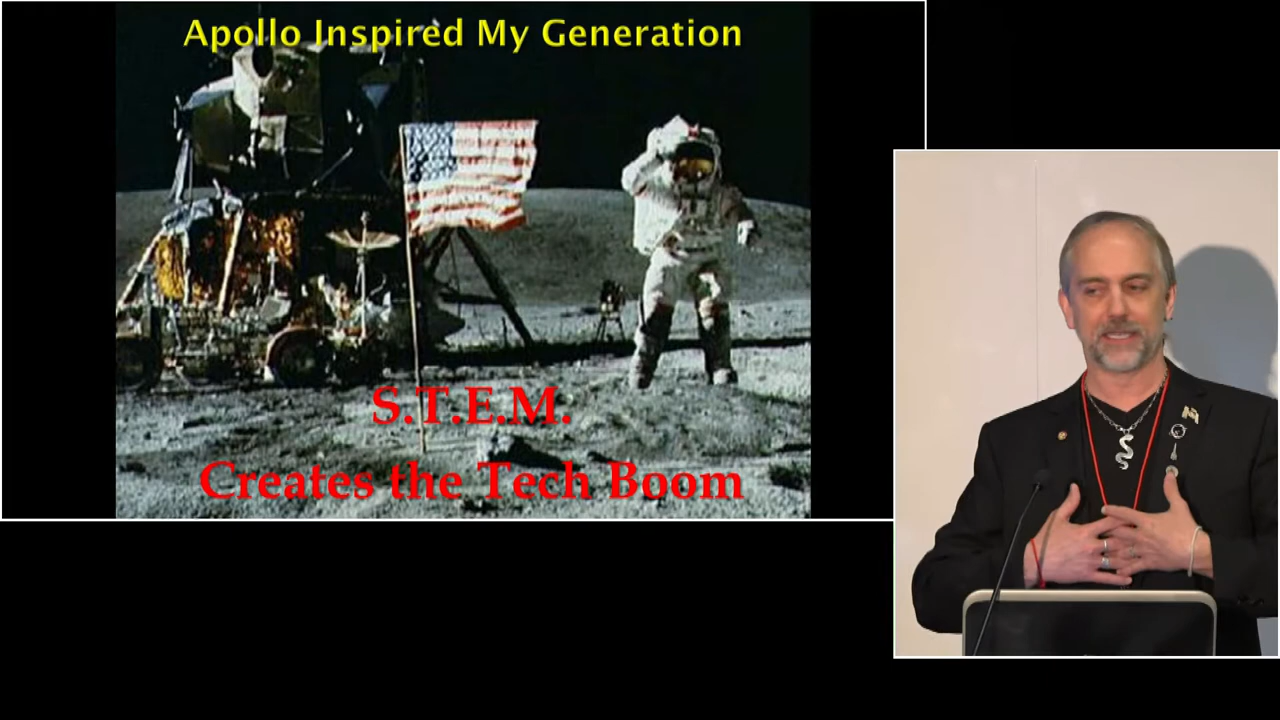 Apollo Inspired My Generation
S.T.E.M.
Creates the Tech Boom